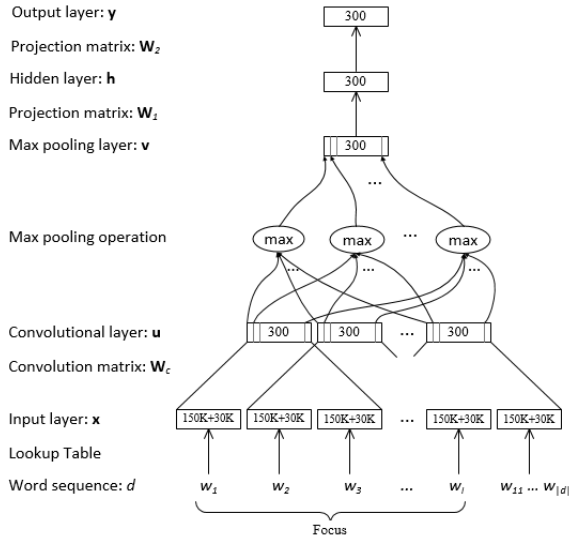 Output layer: y 300
Projection matrix: W2
Hidden layer: h 300
Projection matrix: W1
Max pooling layer: v 300
...
Max pooling operation max max ... max
... ... ...
Convolutional layer: u 300 300 ... 300
Convolution matrix: Wc
Input layer: x 150K+30K 150K+30K 150K+30K ... 150K+30K 150K+30K
Lookup Table
Word sequence: d w1 w2 w3 ... wl w11 ... w|d|
Focus